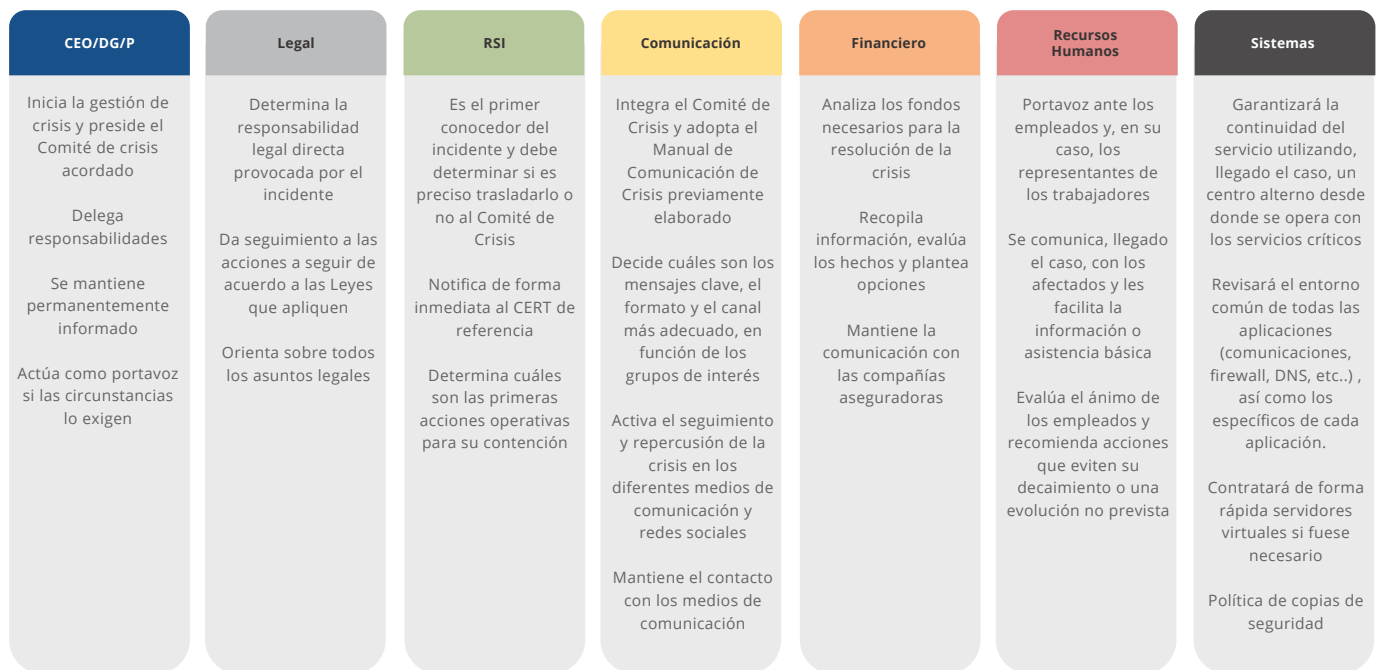 CEO/DG/P
Inicia la gestión de
crisis y preside el
Comité de crisis
acordado
Delega
responsabilidades
Se mantiene
permanentemente
informado
Actúa como portavoz
si las circunstancias
lo exigen
Legal
Determina la
responsabilidad
legal directa
provocada por el
incidente
Da seguimiento a las
acciones a seguir de
acuerdo a las Leyes
que apliquen
Orienta sobre todos
los asuntos legales
RSI
Es el primer
conocedor del
incidente y debe
determinar si es
preciso trasladarlo o
no al Comité de
Crisis
Notifica de forma
inmediata al CERT de
referencia
Determina cuáles
son las primeras
acciones operativas
para su contención
Comunicación
Integra el Comité de
Crisis y adopta el
Manual de
Comunicación de
Crisis previamente
elaborado
Decide cuáles son los
mensajes clave, el
formato y el canal
más adecuado, en
función de los
grupos de interés
Activa el seguimiento
y repercusión de la
crisis en los
diferentes medios de
comunicación y
redes sociales
Mantiene el contacto
con los medios de
comunicación
Financiero
Analiza los fondos
necesarios para la
resolución de la
crisis
Recopila
información, evalúa
los hechos y plantea
opciones
Mantiene la
comunicación con
las compañías
aseguradoras
Recursos
Humanos
Portavoz ante los
empleados y, en su
caso, los
representantes de
los trabajadores
Se comunica, llegado
el caso, con los
afectados y les
facilita la
información o
asistencia básica
Evalúa el ánimo de
los empleados y
recomienda acciones
que eviten su
decaimiento o una
evolución no prevista
Sistemas
Garantizará la
continuidad del
servicio utilizando,
llegado el caso, un
centro alterno desde
donde se opera con
los servicios críticos
Revisará el entorno
común de todas las
aplicaciones
(comunicaciones,
firewall, DNS, etc..) ,
así como los
específicos de cada
aplicación.
Contratará de forma
rápida servidores
virtuales si fuese
necesario
Política de copias de
seguridad